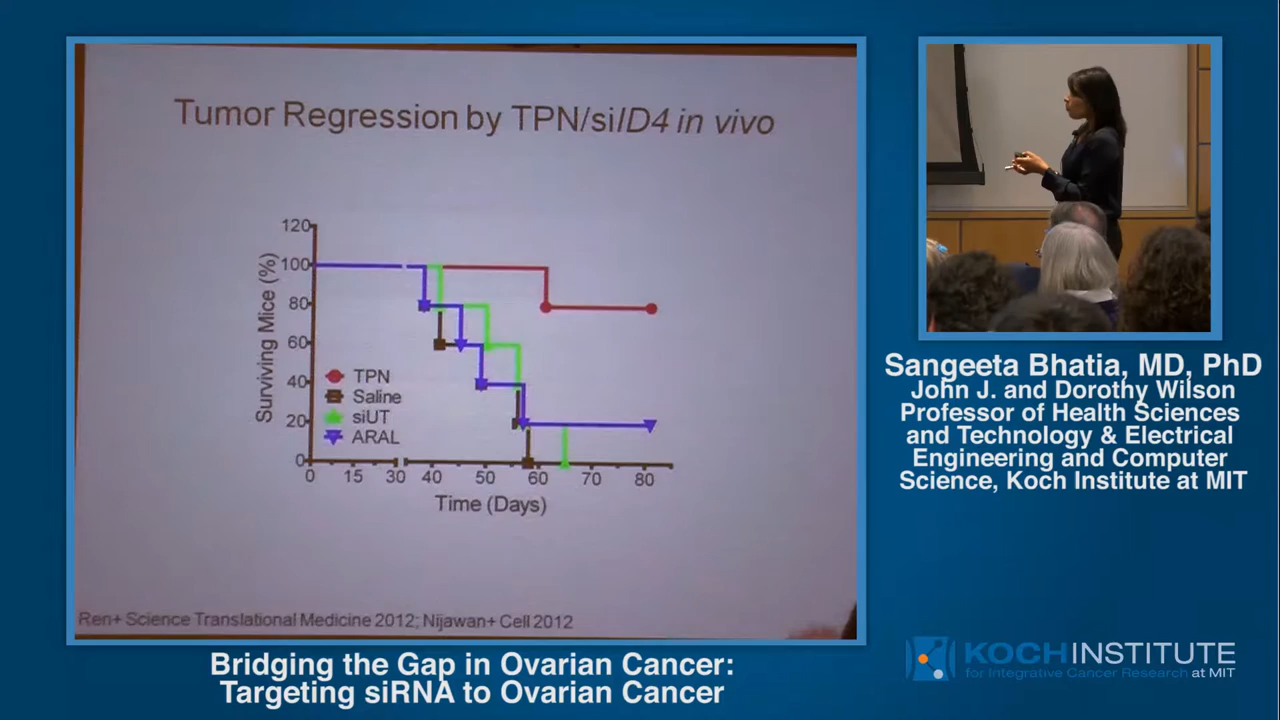 Tumor Regression by TPN/siID4 in vivo
120
100
80
60
40
20
0
Surviving Mice (%)
TPN
Saline
siUT
ARAL
0 15 30 40 50 60 70 80
Time (Days)
Ren+ Science Translational Medicine 2012; Nijawan+ Cell 2012
Sangeeta Bhatia, MD, PhD
John J. and Dorothy Wilson
Professor of Health Sciences
and Technology & Electrical
Engineering and Computer
Science, Koch Institute at MIT
Bridging the Gap in Ovarian Cancer:
Targeting siRNA to Ovarian Cancer
KOCH INSTITUTE
for Integrative Cancer Research at MIT